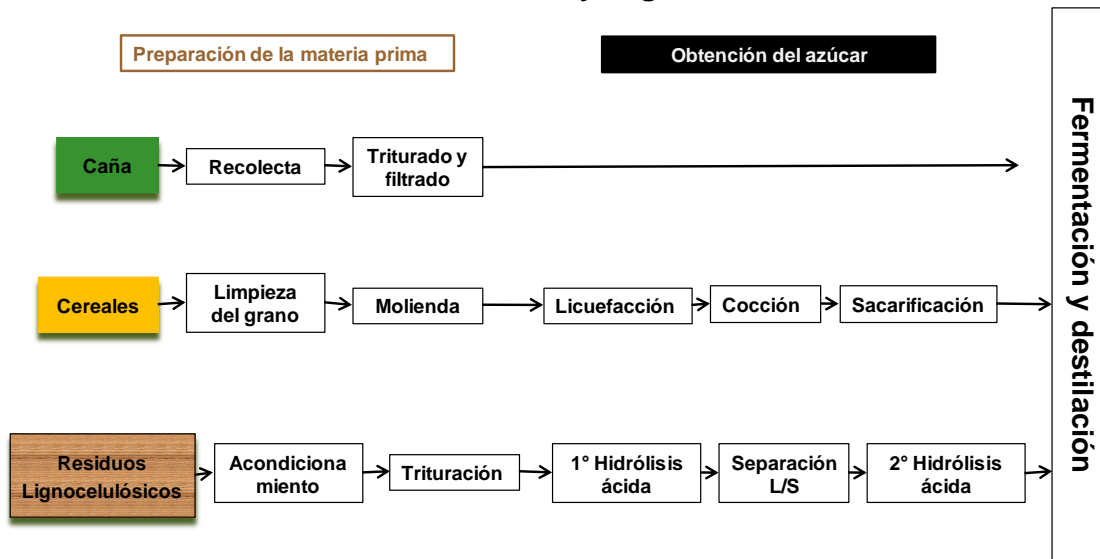 Preparación de la materia prima
Obtención del azúcar
Caña
Recolecta
Triturado y
filtrado
Cereales
Limpieza
del grano
Molienda
Licuefacción
Cocción
Sacarificación
Residuos
Lignocelulósicos
Acondiciona
miento
Trituración
1° Hidrólisis
ácida
Separación
L/S
2° Hidrólisis
ácida
Fermentación y destilación